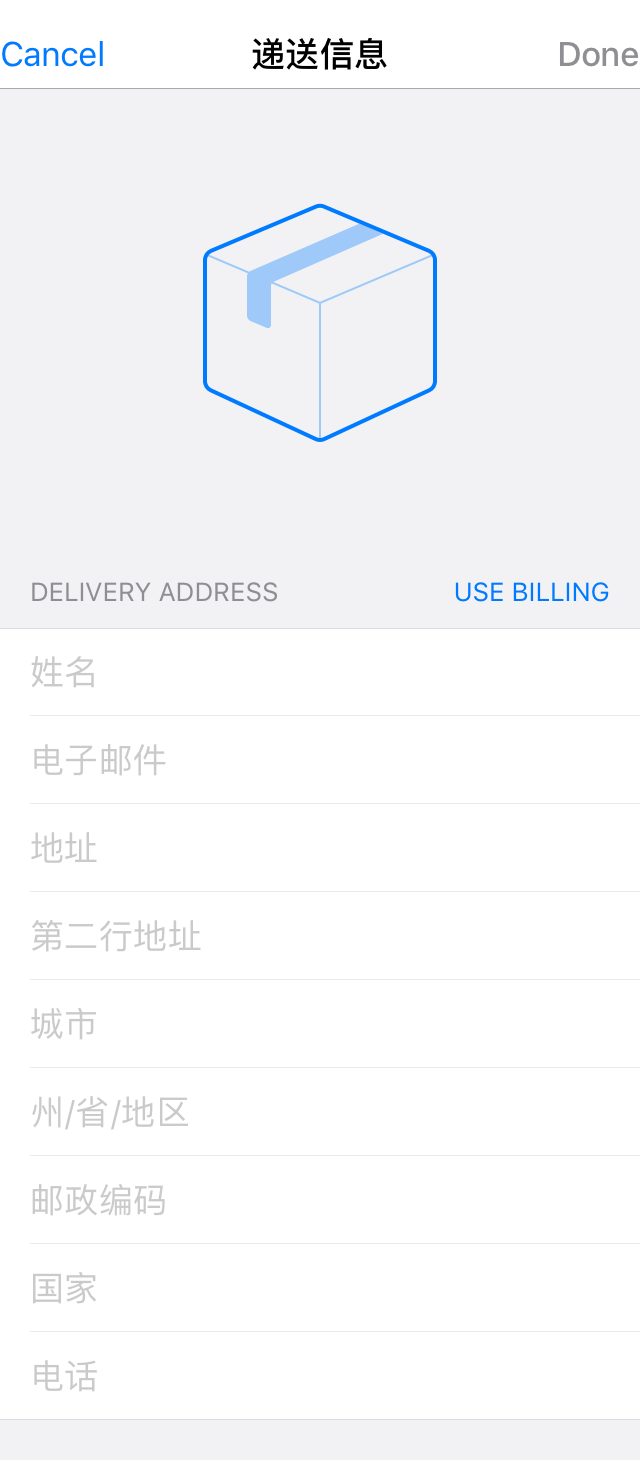 Cancel 递送信息 Done
DELIVERY ADDRESS USE BILLING
姓名
电子邮件
地址
第二行地址
城市
州/省/地区
邮政编码
国家
电话